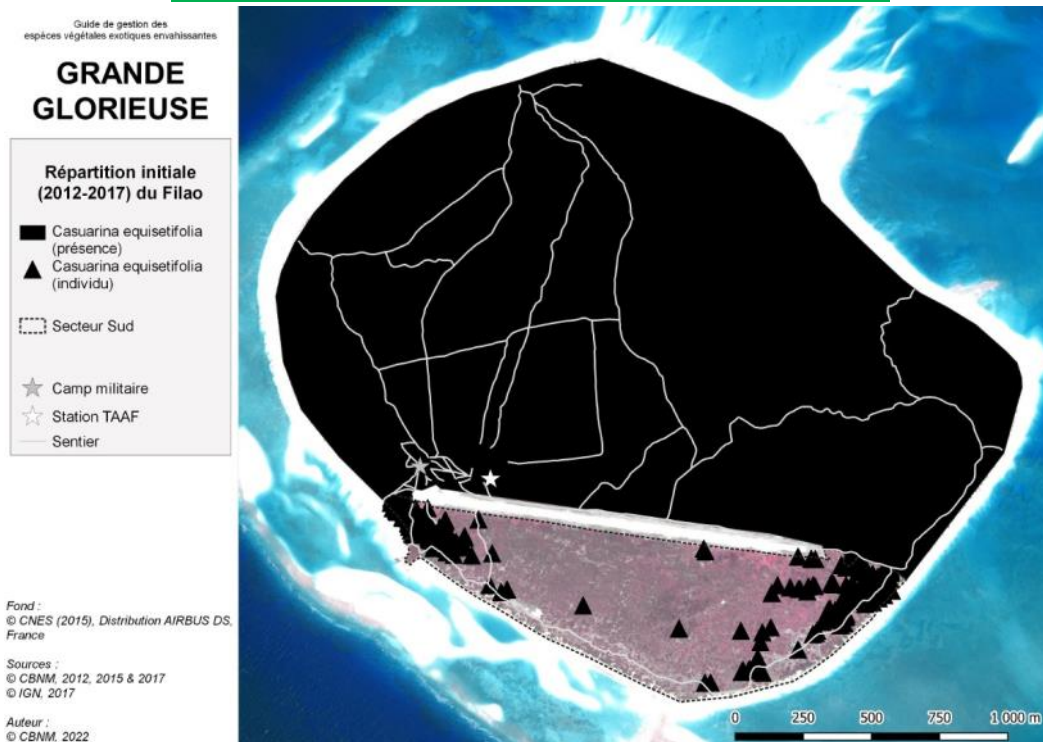 Guide de gestion des
espèces végétales exotiques envahissantes
GRANDE
GLORIEUSE
Répartition initiale
(2012-2017) du Filao
Casuarina equisetifolia
(présence)
Casuarina equisetifolia
(individu)
Secteur Sud
Camp militaire
Station TAAF
Sentier
Fond :
© CNES (2015), Distribution AIRBUS DS,
France
Sources :
© CBNM, 2012, 2015 & 2017
© IGN, 2017
Auteur :
© CBNM, 2022
0 250 500 750 1 000 m